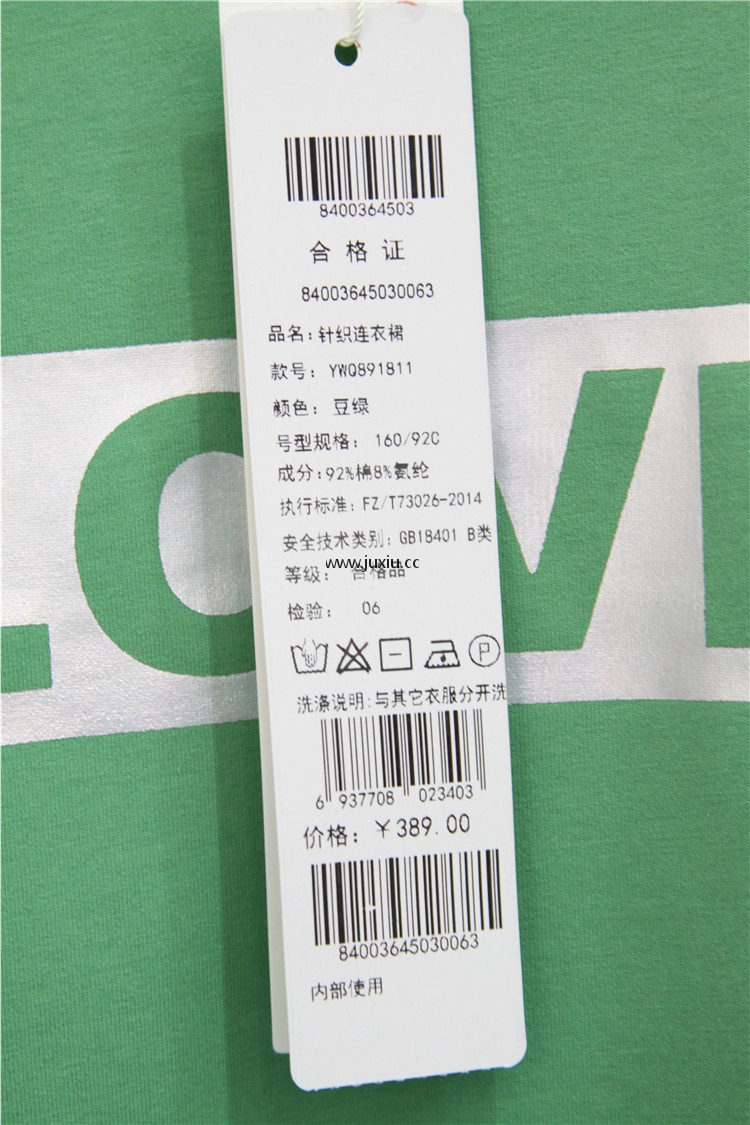 8400364503
合格证
84003645030063
品名:针织连衣裙
款号: YWQ891811
颜色: 豆绿
号型规格: 160/92C
成分:92%棉8%氨纶
执行标准: FZ/T73026-2014
安全技术类别: GB18401 B类
www.juxiu.cc
等级: 合格品
检验: 06
P
洗涤说明:与其它衣服分开洗
6 937708 023403
价格: ￥389.00
84003645030063
内部使用
LOVE